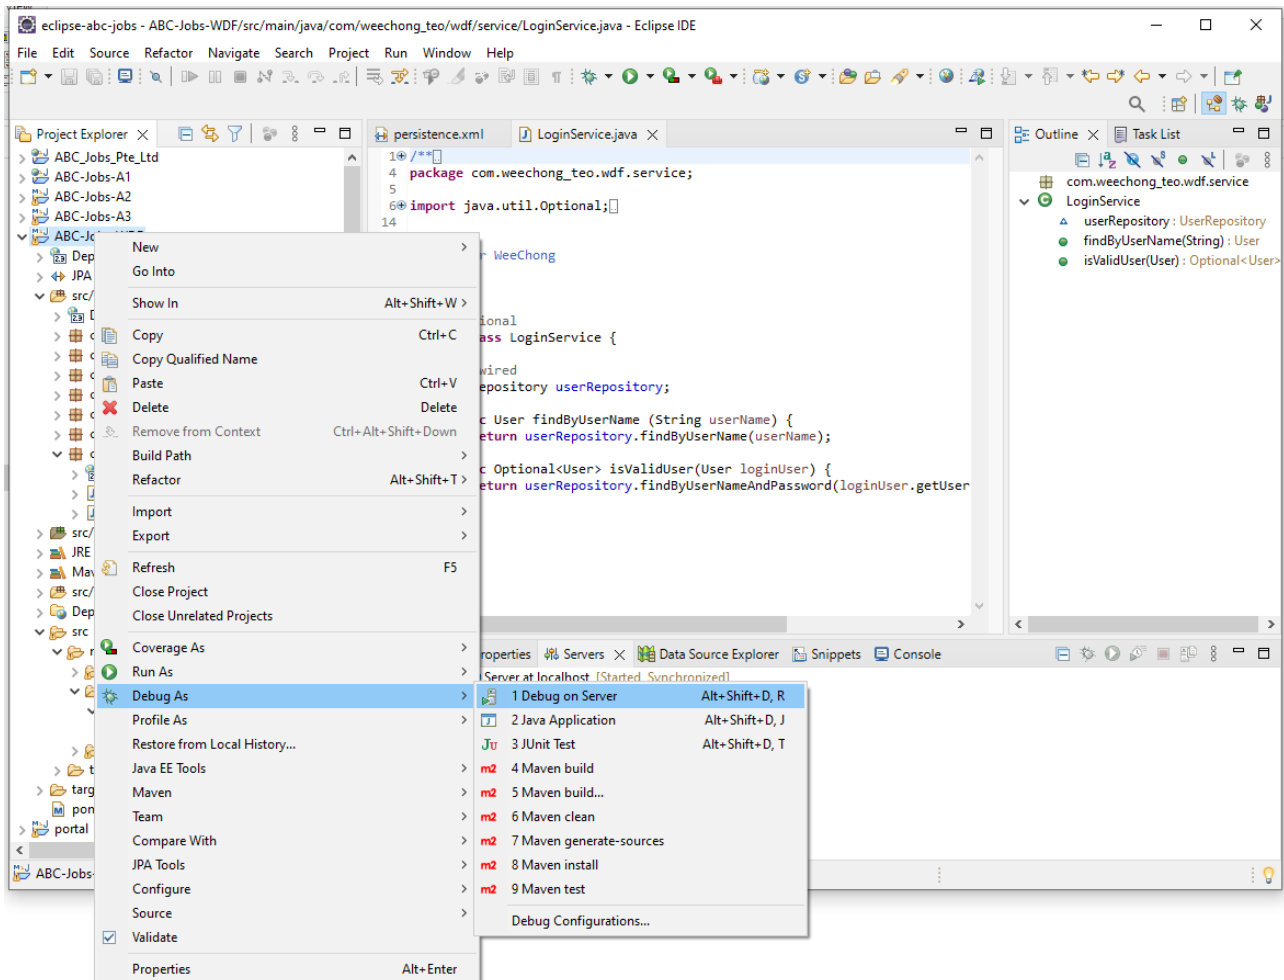 eclipse-abc-jobs - ABC-Jobs-WDF/src/main/java/com/weechong_teo/wdf/service/LoginService.java - Eclipse IDE
File Edit Source Refactor Navigate Search Project Run Window Help
Project Explorer
ABC_Jobs_Pte_Ltd
ABC-Jobs-A1
ABC-Jobs-A2
ABC-Jobs-A3
Dep
JPA
src/
src/
JRE
src/
Dep
src
targ
portal
ABC-Jobs-
New
Go Into
Show In Alt+Shift+W >
Copy Ctrl+C
Copy Qualified Name
Paste Ctrl+V
Delete Delete
Remove from Context Ctrl+Alt+Shift+Down
Build Path
Refactor Alt+Shift+T >
Import
Export
Refresh F5
Close Project
Close Unrelated Projects
Coverage As
Run As
Debug As
Profile As
Restore from Local History...
Java EE Tools
Maven
Team
Compare With
JPA Tools
Configure
Source
Validate
Properties Alt+Enter
1 Debug on Server Alt+Shift+D, R
2 Java Application Alt+Shift+D, J
3 JUnit Test Alt+Shift+D, T
m2 4 Maven build
m2 5 Maven build...
m2 6 Maven clean
m2 7 Maven generate-sources
m2 8 Maven install
m2 9 Maven test
Debug Configurations...
persistence.xml LoginService.java
1 /**
4 package com.weechong_teo.wdf.service;
5
6 import java.util.Optional;
14
r WeeChong
ional
ass LoginService {
wired
epository userRepository;
c User findByUserName (String userName) {
eturn userRepository.findByUserName(userName);
c Optional<User> isValidUser(User loginUser) {
eturn userRepository.findByUserNameAndPassword(loginUser.getUser
roperties Servers Data Source Explorer Snippets Console
Server at localhost [Started, Synchronized]
Outline Task List
com.weechong_teo.wdf.service
LoginService
userRepository : UserRepository
findByUserName(String) : User
isValidUser(User) : Optional<User>